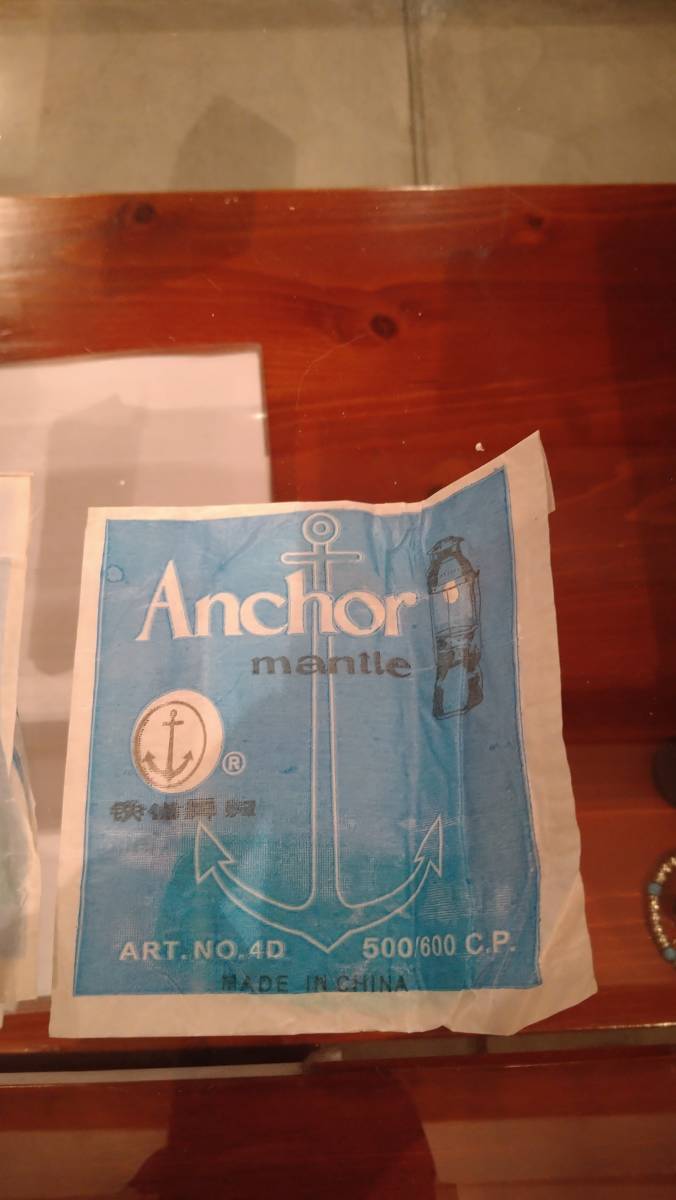 Anchor
mantle
®
ART. NO. 4D 500/600 C.P.
MADE IN CHINA